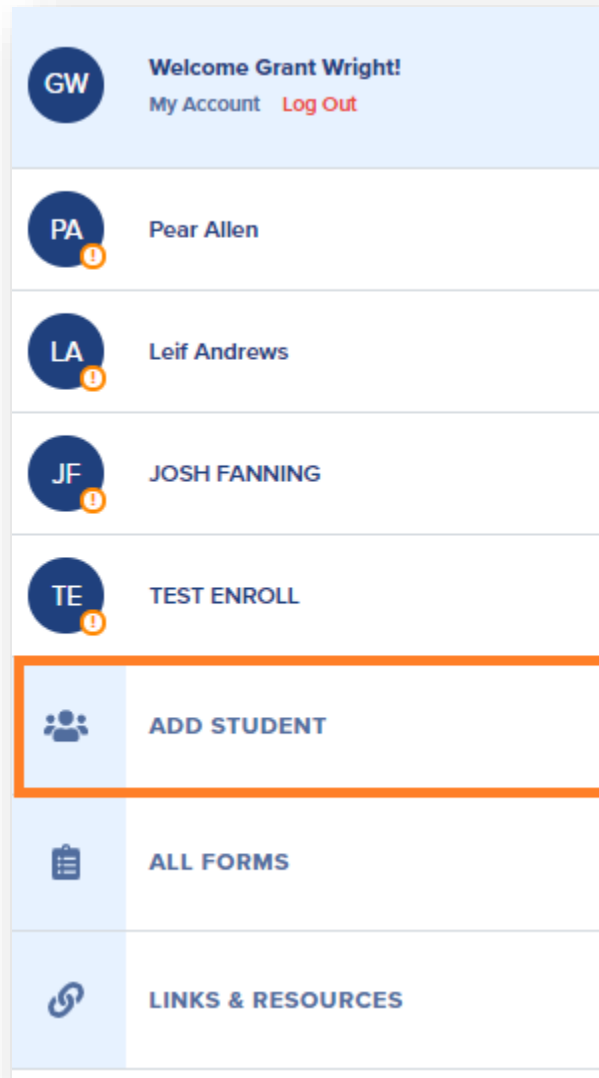 GW
Welcome Grant Wright!
My Account Log Out
PA
!
Pear Allen
LA
!
Leif Andrews
JF
!
JOSH FANNING
TE
!
TEST ENROLL
ADD STUDENT
ALL FORMS
LINKS & RESOURCES